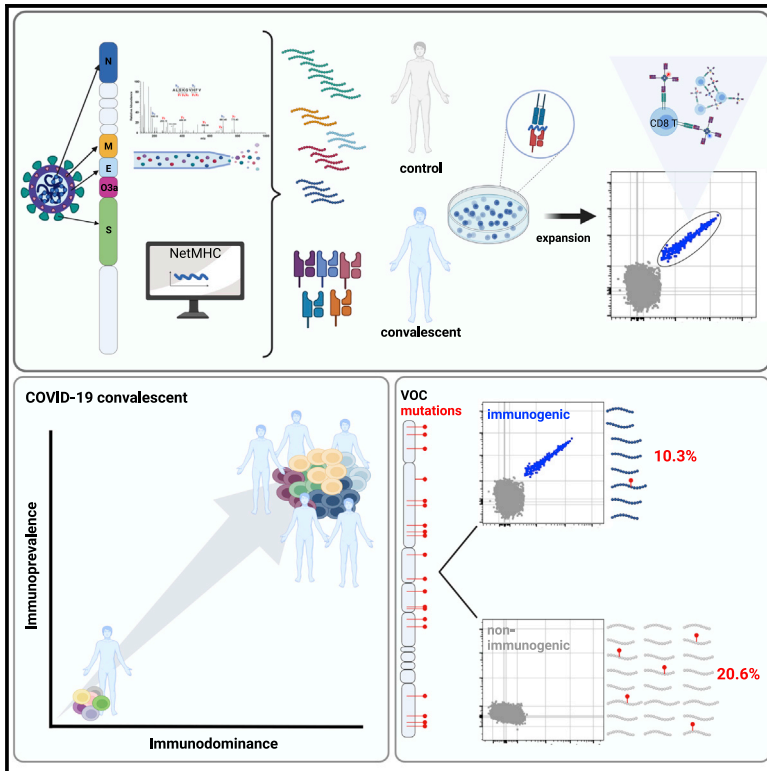 N
M
E
O3a
S
NetMHC
control
convalescent
expansion
CD8 T
COVID-19 convalescent
Immunoprevalence
Immunodominance
VOC
mutations
immunogenic
10.3%
non-
immunogenic
20.6%